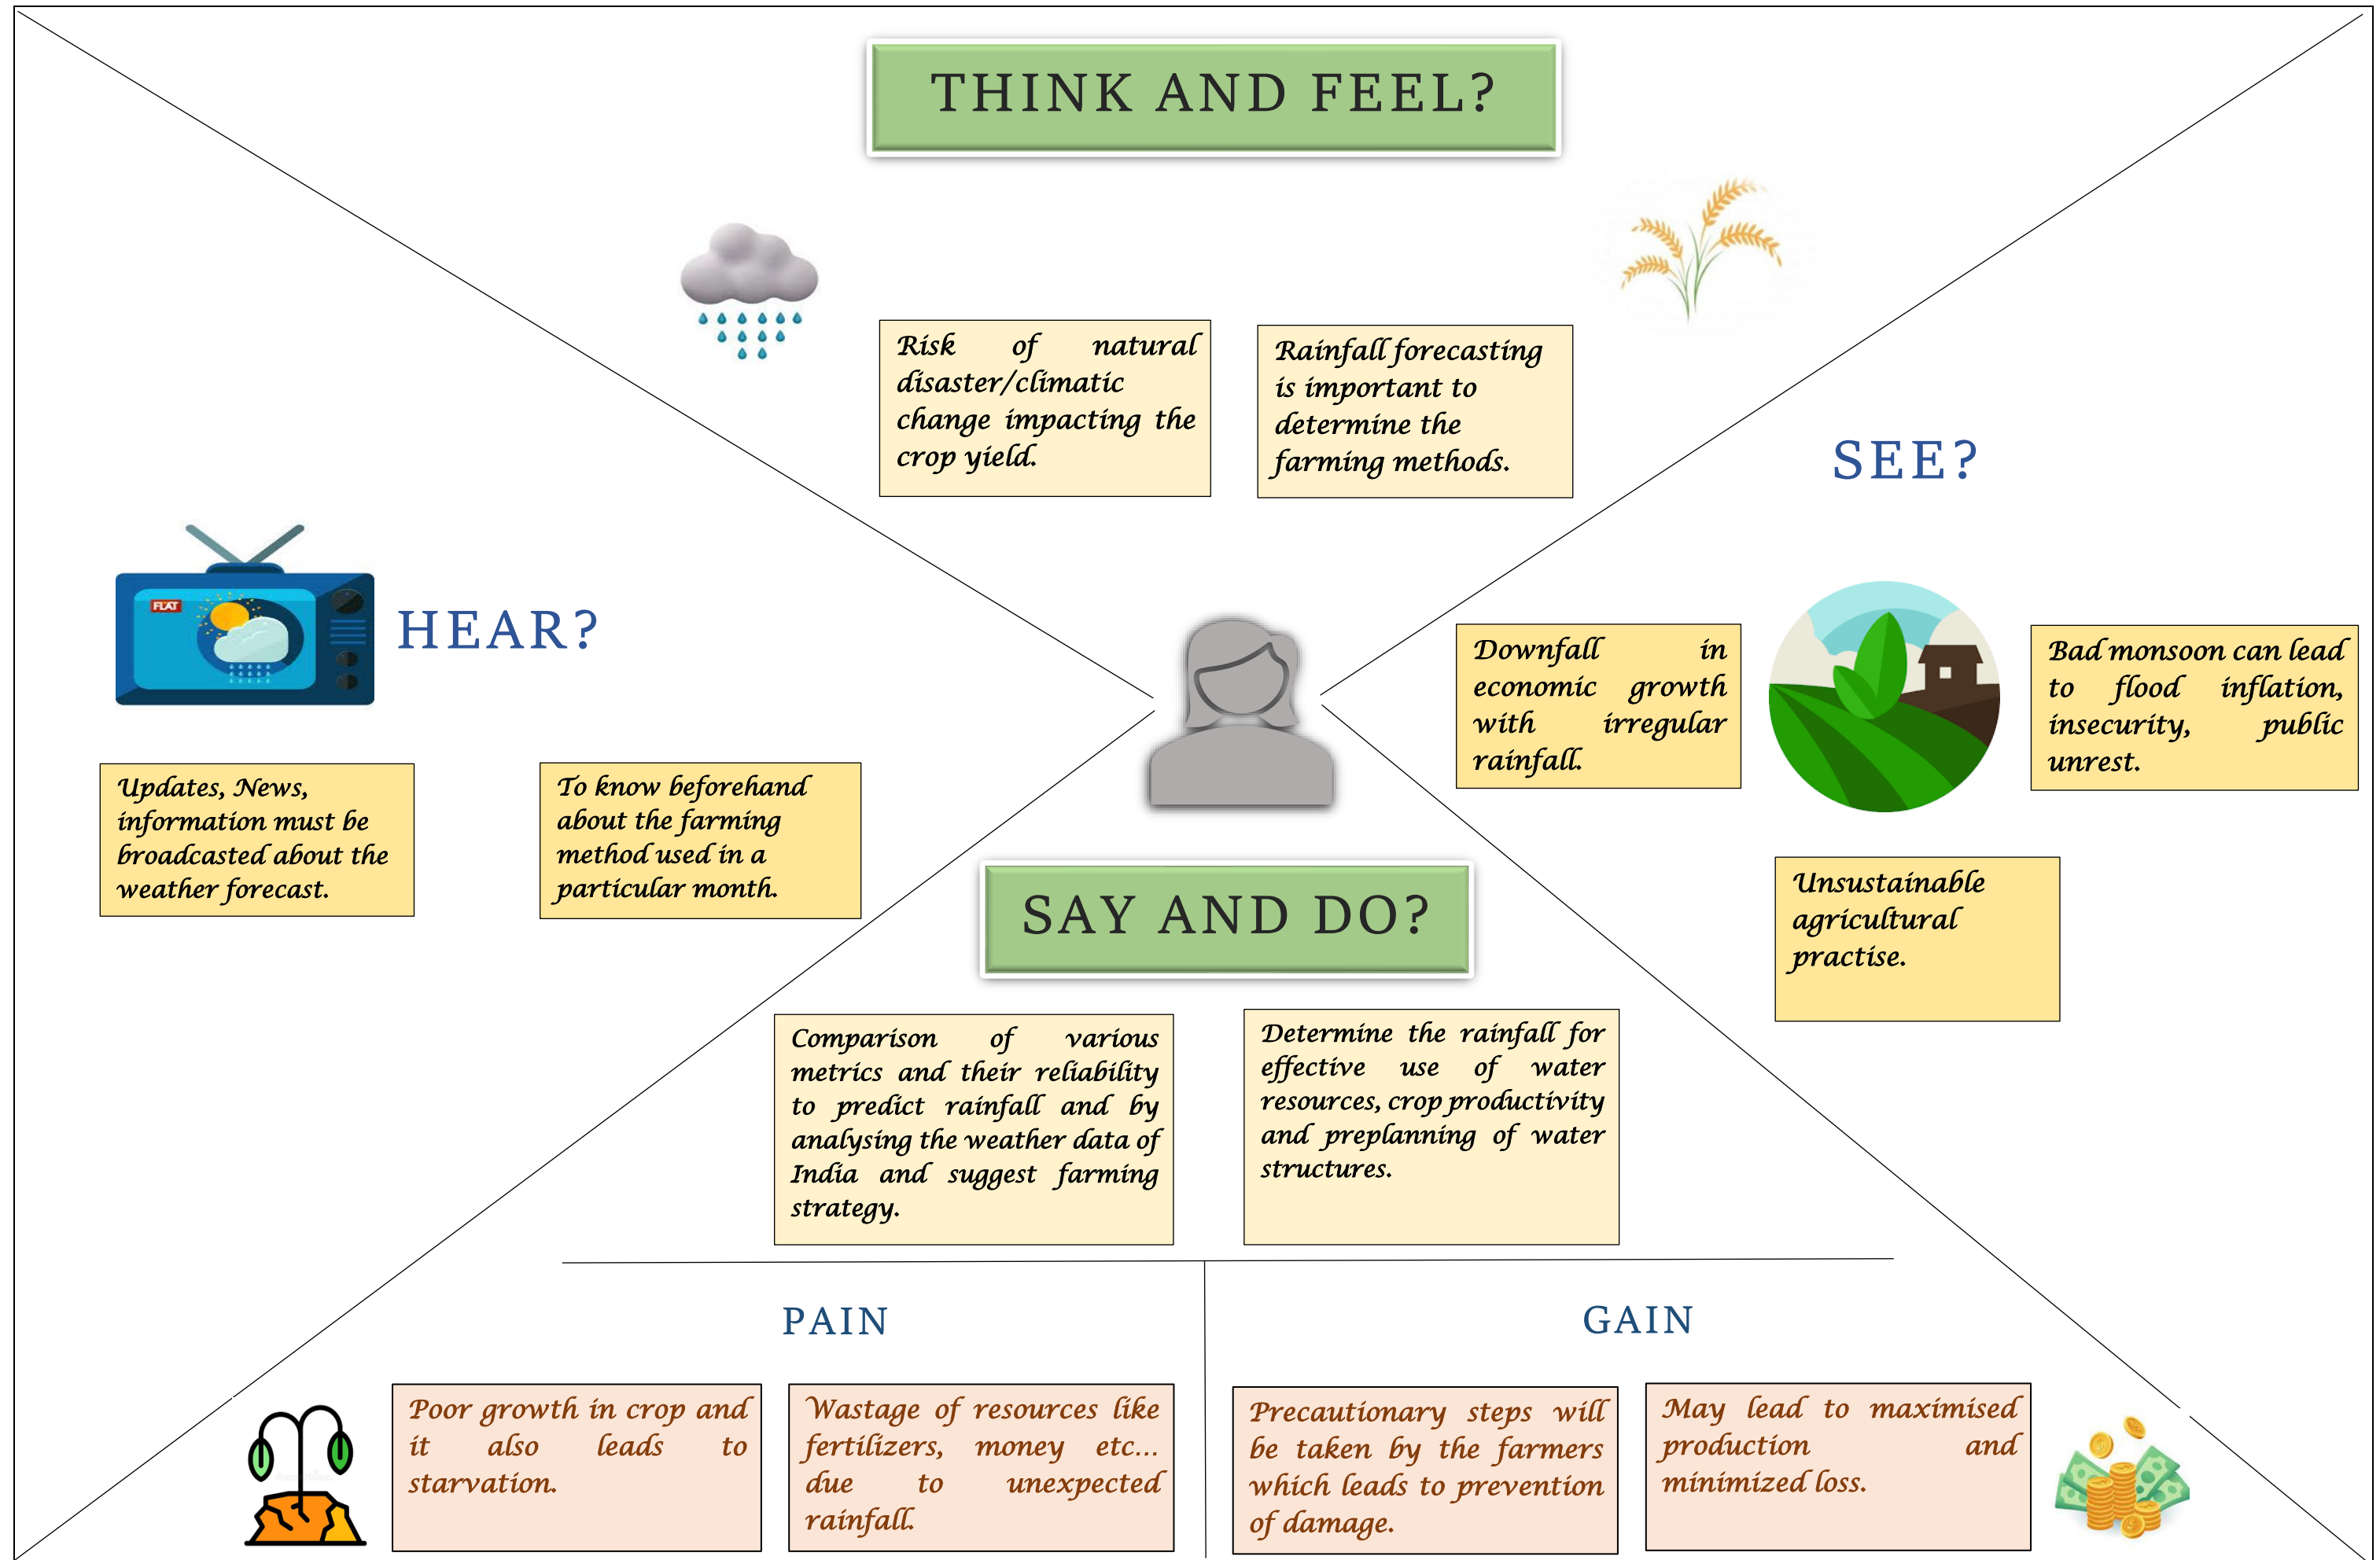 THINK AND FEEL?
Risk of natural
disaster/climatic
change impacting the
crop yield.
Rainfall forecasting
is important to
determine the
farming methods.
SEE?
FLAT
HEAR?
Downfall in
economic growth
with irregular
rainfall.
Bad monsoon can lead
to flood inflation,
insecurity, public
unrest.
Updates, News,
information must be
broadcasted about the
weather forecast.
To know beforehand
about the farming
method used in a
particular month.
Unsustainable
agricultural
practise.
SAY AND DO?
Comparison of various
metrics and their reliability
to predict rainfall and by
analysing the weather data of
India and suggest farming
strategy.
Determine the rainfall for
effective use of water
resources, crop productivity
and preplanning of water
structures.
PAIN
GAIN
Poor growth in crop and
it also leads to
starvation.
Wastage of resources like
fertilizers, money etc...
due to unexpected
rainfall.
Precautionary steps will
be taken by the farmers
which leads to prevention
of damage.
May lead to maximised
production and
minimized loss.